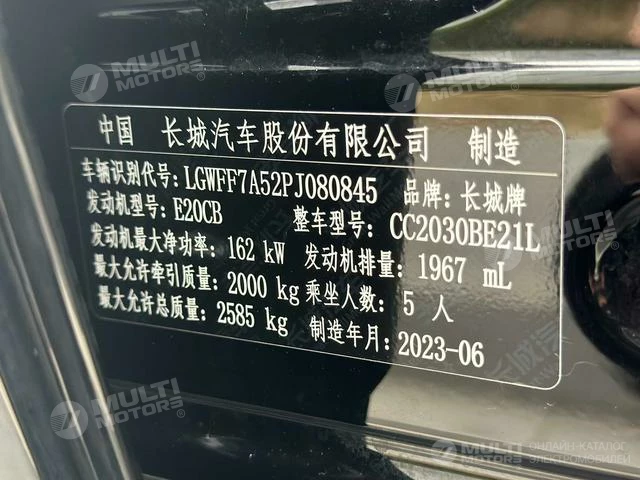 MULTI MOTORS®
MULTI MOTORS®
中国 长城汽车股份有限公司 制造
车辆识别代号: LGWFF7A52PJ080845 品牌: 长城牌
发动机型号: E20CB 整车型号: CC2030BE21L
发动机最大净功率: 162 kW 发动机排量: 1967 mL
最大允许牵引质量: 2000 kg 乘坐人数: 5 人
最大允许总质量: 2585 kg 制造年月: 2023-06
MULTI MOTORS®
MULTI MOTORS ОНЛАЙН-КАТАЛОГ ЭЛЕКТРОМОБИЛЕЙ